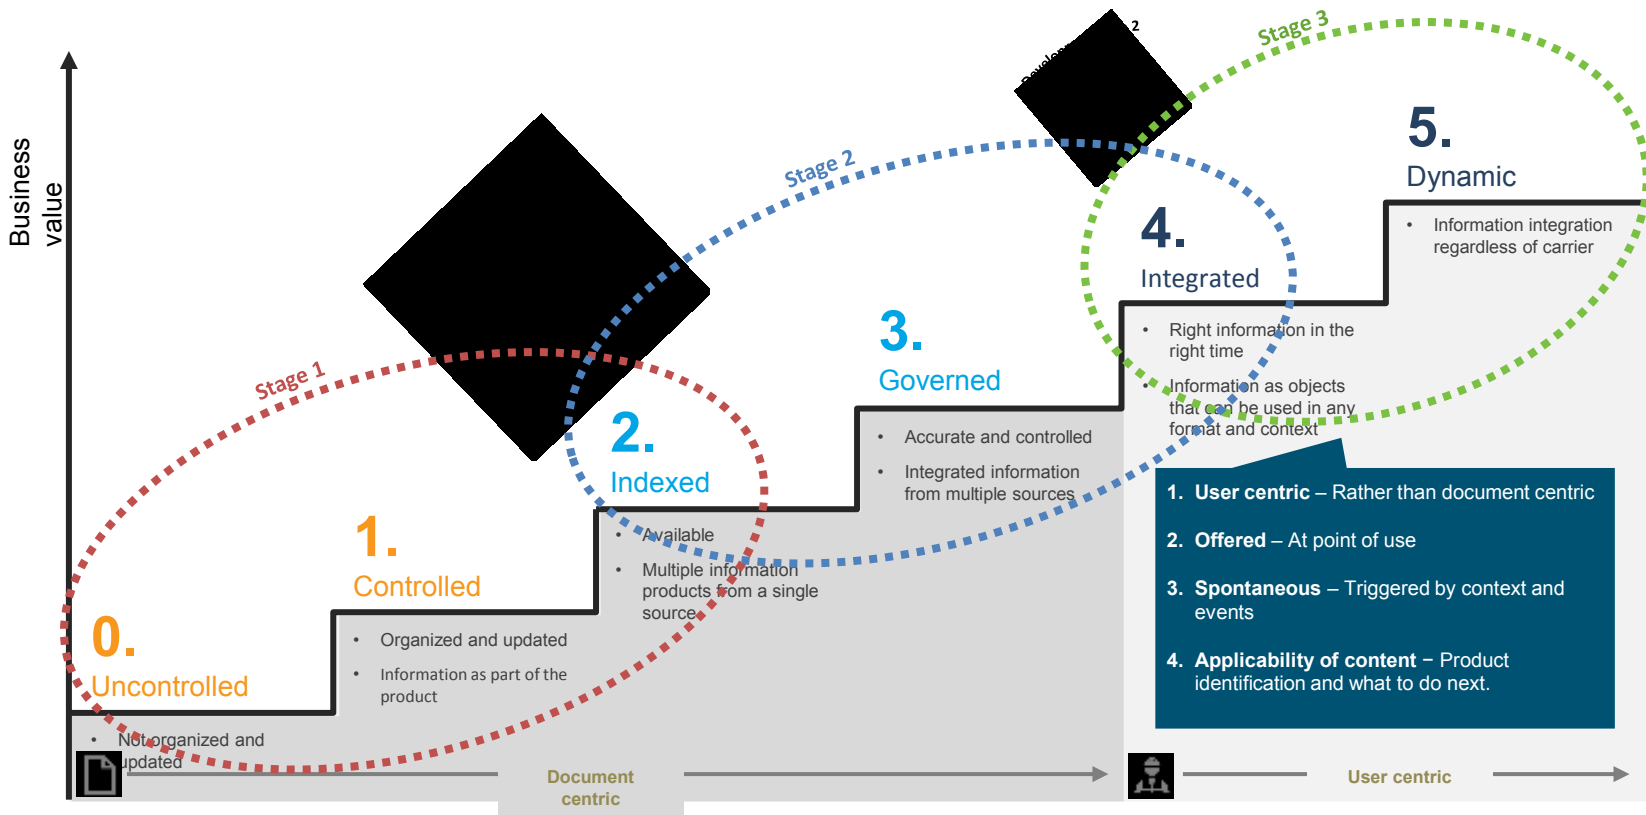 Business
value
Stage 1
Stage 2
2
Stage 3
0.
Uncontrolled
• Not organized and
updated
1.
Controlled
• Organized and updated
• Information as part of the
product
2.
Indexed
• Available
• Multiple information
products from a single
source
3.
Governed
• Accurate and controlled
• Integrated information
from multiple sources
4.
Integrated
• Right information in the
right time
• Information as objects
that can be used in any
format and context
5.
Dynamic
• Information integration
regardless of carrier
1. User centric – Rather than document centric
2. Offered – At point of use
3. Spontaneous – Triggered by context and
events
4. Applicability of content – Product
identification and what to do next.
Document
centric
User centric